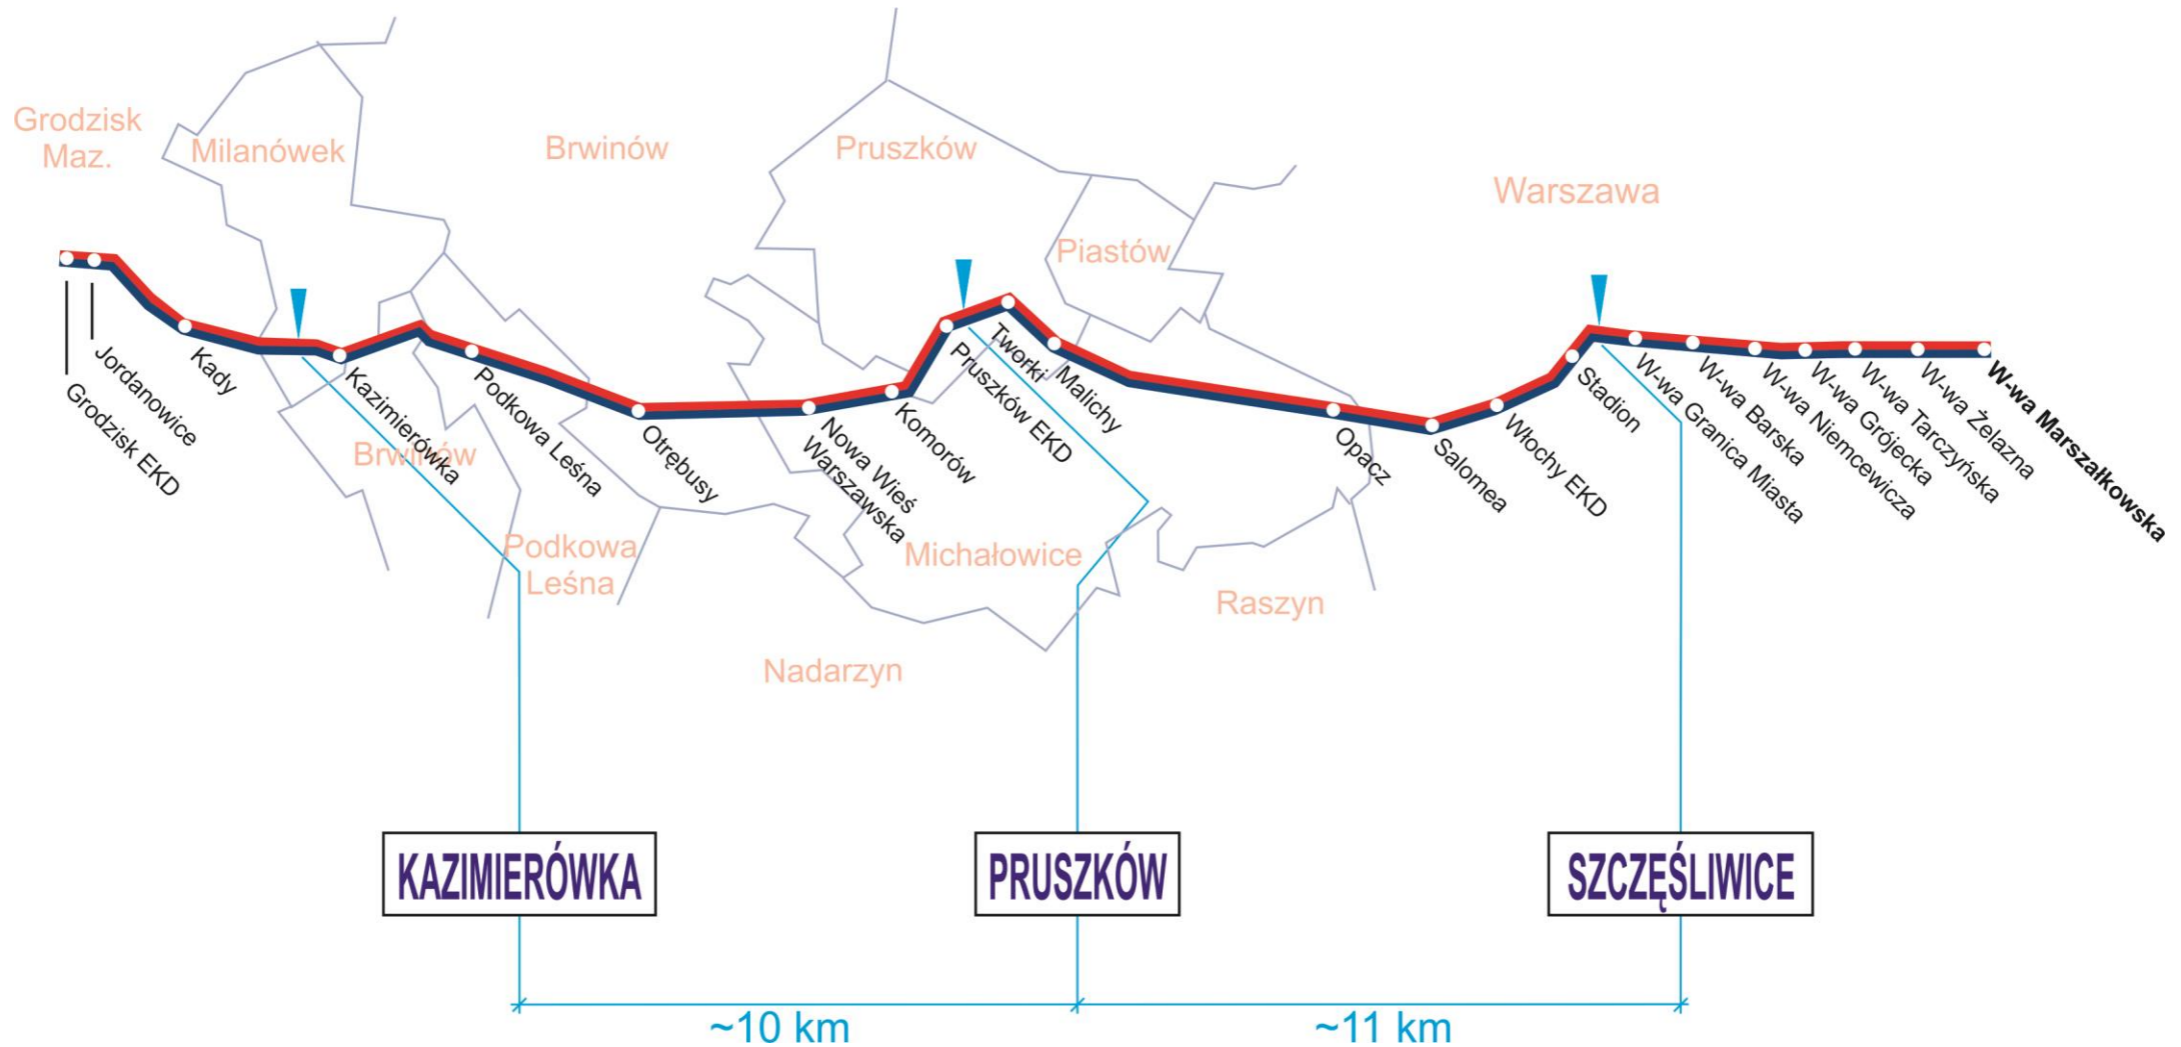 Grodzisk
Maz.
Milanówek
Brwinów
Pruszków
Piastów
Warszawa
Brwinów
Podkowa
Leśna
Michałowice
Nadarzyn
Raszyn
Grodzisk EKD
Jordanowice
Kady
Kazimierówka
Podkowa Leśna
Otrębusy
Nowa Wieś
Warszawska
Komorów
Pruszków EKD
Tworki
Malichy
Opacz
Salomea
Włochy EKD
Stadion
W-wa Granica Miasta
W-wa Barska
W-wa Niemcewicza
W-wa Grójecka
W-wa Tarczyńska
W-wa Żelazna
W-wa Marszałkowska
KAZIMIERÓWKA
PRUSZKÓW
SZCZĘŚLIWICE
~10 km
~11 km